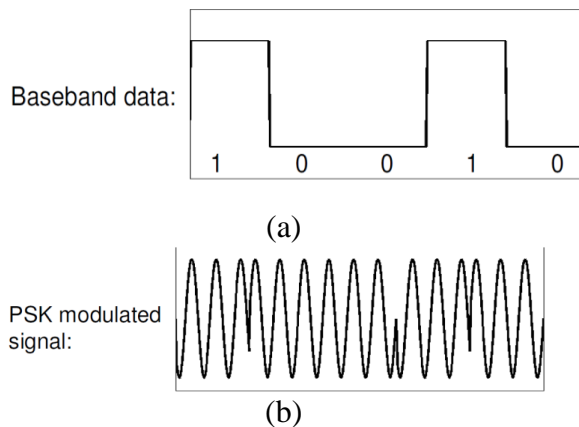 Baseband data:
1 0 0 1 0
(a)
PSK modulated
signal:
(b)